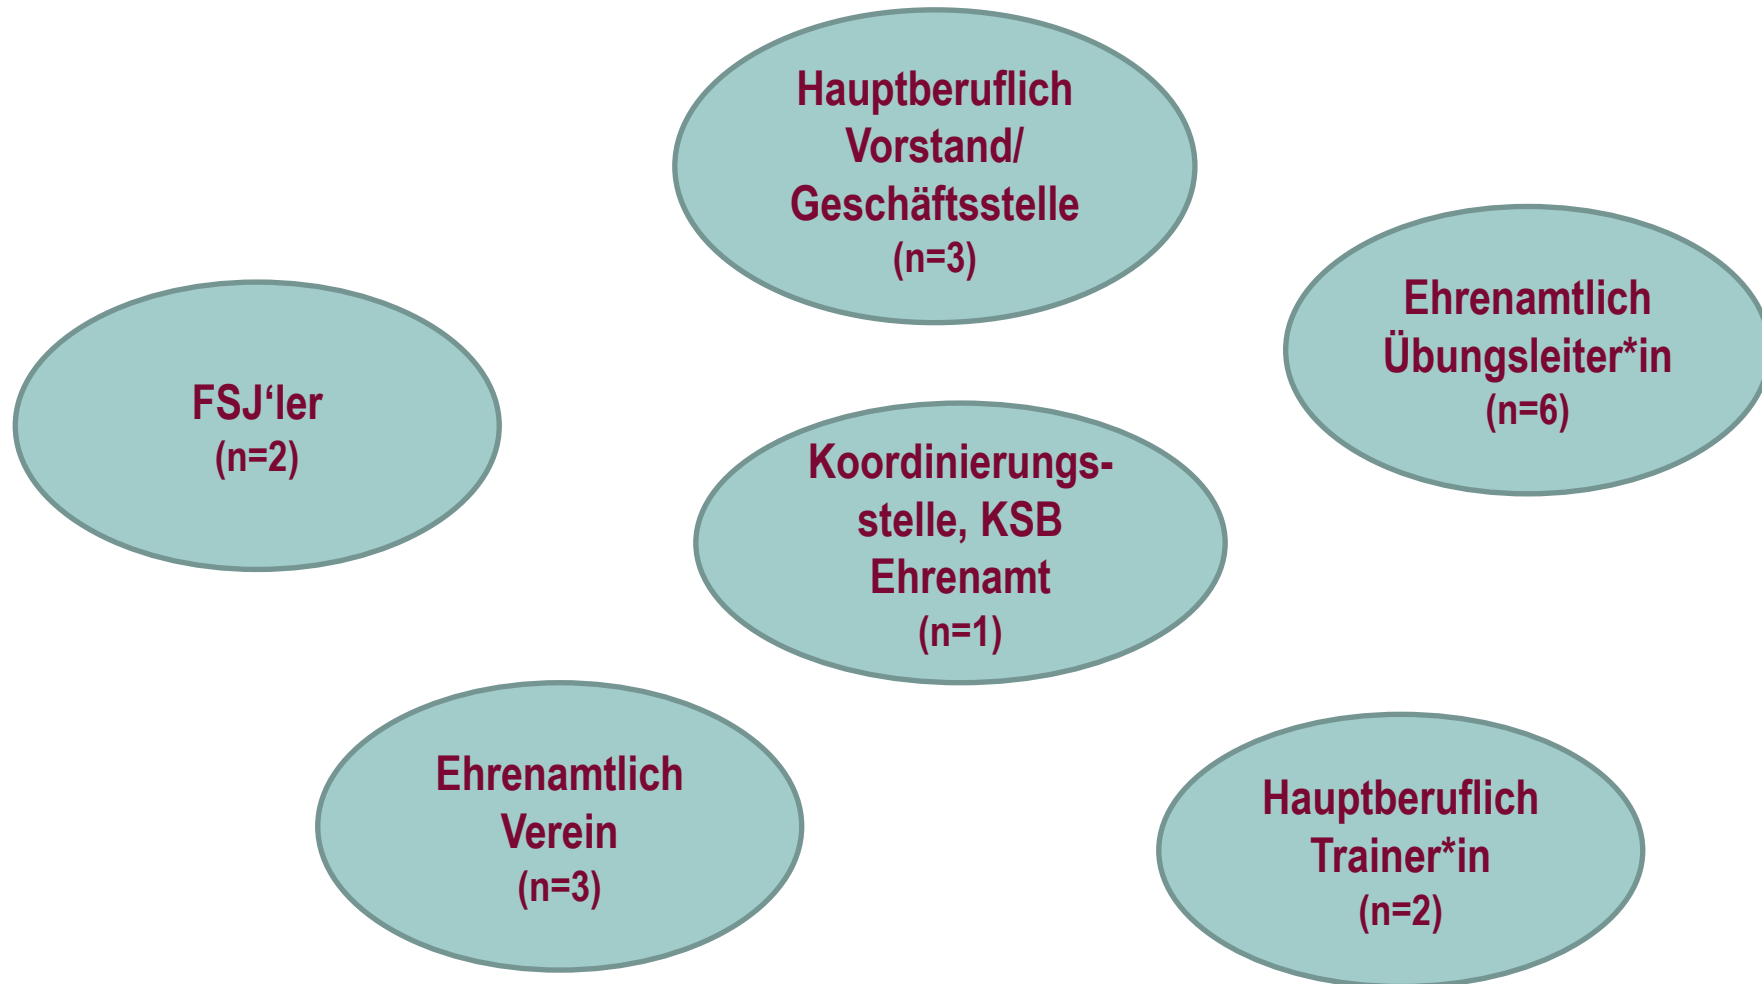 Hauptberuflich
Vorstand/
Geschäftsstelle
(n=3)
Ehrenamtlich
Übungsleiter*in
(n=6)
FSJ‘ler
(n=2)
Koordinierungs-
stelle, KSB
Ehrenamt
(n=1)
Ehrenamtlich
Verein
(n=3)
Hauptberuflich
Trainer*in
(n=2)